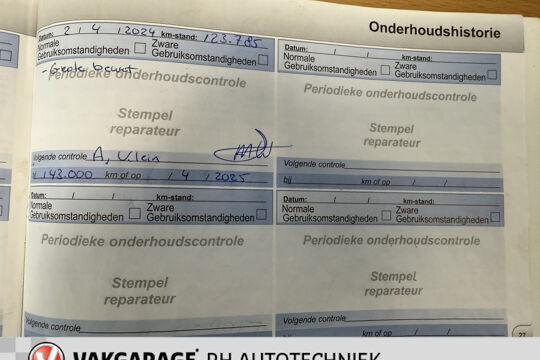 Onderhoudshistorie
Datum: 2 / 4 / 2024 km-stand: 123.785
Normale Gebruiksomstandigheden
Zware Gebruiksomstandigheden
- Grote beurt
Periodieke onderhoudscontrole
Stempel
reparateur
Volgende controle A, Klein
143.000 km of op / 4 / 2025
Datum: / / km-stand:
Normale Gebruiksomstandigheden
Zware Gebruiksomstandigheden
Periodieke onderhoudscontrole
Stempel
reparateur
Volgende controle
bij km of op / /
Datum: / / km-stand:
Normale Gebruiksomstandigheden
Zware Gebruiksomstandigheden
Periodieke onderhoudscontrole
Stempel
reparateur
Volgende controle
Datum: / / km-stand:
Normale Gebruiksomstandigheden
Zware Gebruiksomstandigheden
Periodieke onderhoudscontrole
Stempel
reparateur
Volgende controle
bij km of op / /
27
VAKGARAGE PH AUTOTECHNIEK